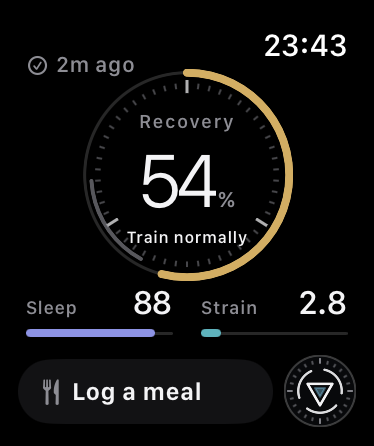 23:43
2m ago
Recovery
54%
Train normally
Sleep 88 Strain 2.8
Log a meal